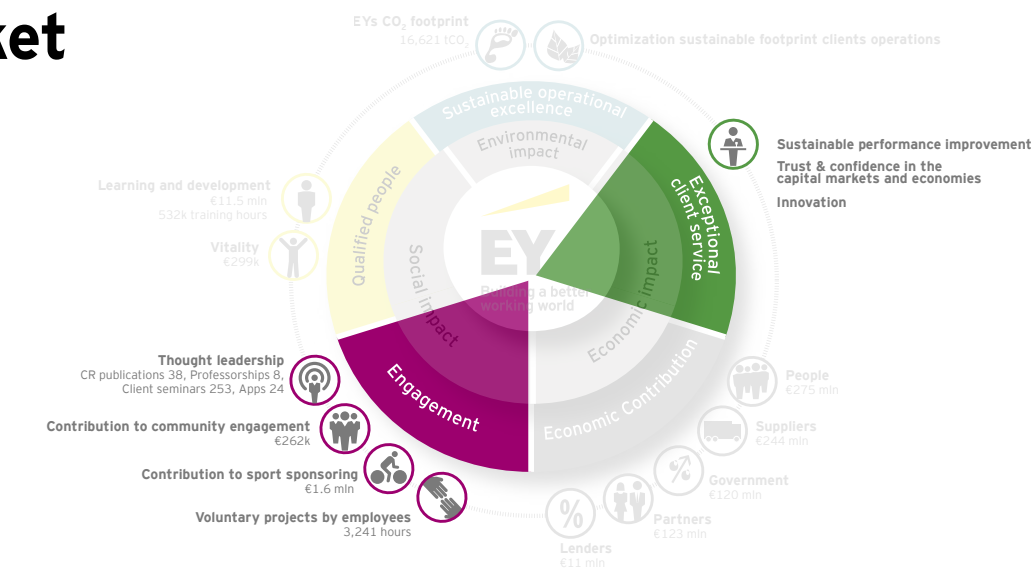 ket
EYs CO₂ footprint
16,621 tCO₂
Optimization sustainable footprint clients operations
Sustainable operational
excellence
Environmental
impact
Sustainable performance improvement
Trust & confidence in the
capital markets and economies
Innovation
Exceptional
client service
Learning and development
€11.5 mln
532k training hours
Vitality
€299k
Qualified people
Social impact
EY
Building a better
working world
Economic impact
Thought leadership
CR publications 38, Professorships 8,
Client seminars 253, Apps 24
Contribution to community engagement
€262k
Contribution to sport sponsoring
€1.6 mln
Voluntary projects by employees
3,241 hours
Engagement
Economic Contribution
People
€275 mln
Suppliers
€244 mln
Government
€120 mln
Partners
€123 mln
%
Lenders
€11 mln